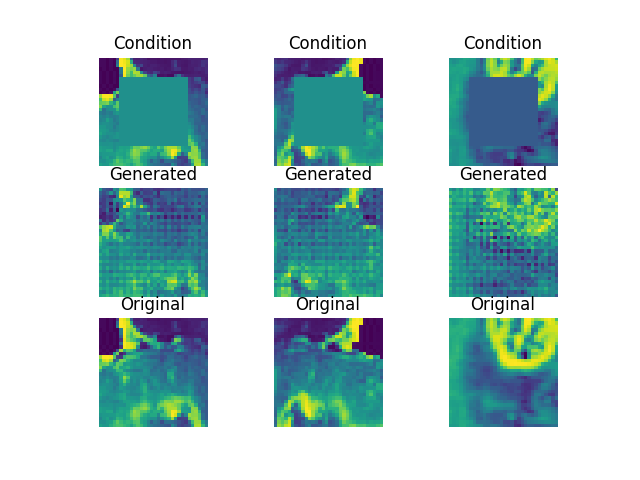 Condition Condition Condition
Generated Generated Generated
Original Original Original